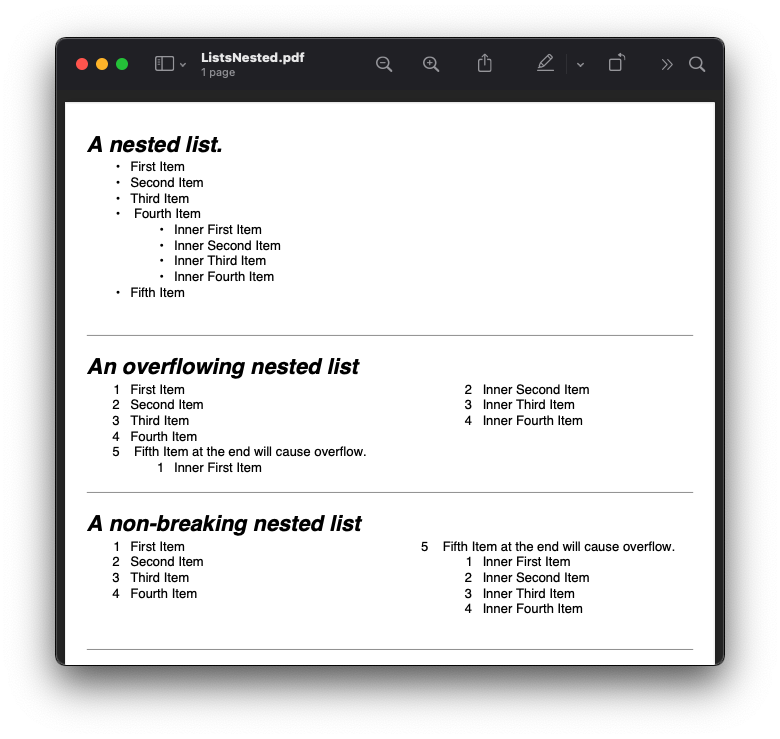 ListsNested.pdf
1 page
A nested list.
• First Item
• Second Item
• Third Item
• Fourth Item
• Inner First Item
• Inner Second Item
• Inner Third Item
• Inner Fourth Item
• Fifth Item
An overflowing nested list
1 First Item
2 Second Item
3 Third Item
4 Fourth Item
5 Fifth Item at the end will cause overflow.
1 Inner First Item
2 Inner Second Item
3 Inner Third Item
4 Inner Fourth Item
A non-breaking nested list
1 First Item
2 Second Item
3 Third Item
4 Fourth Item
5 Fifth Item at the end will cause overflow.
1 Inner First Item
2 Inner Second Item
3 Inner Third Item
4 Inner Fourth Item